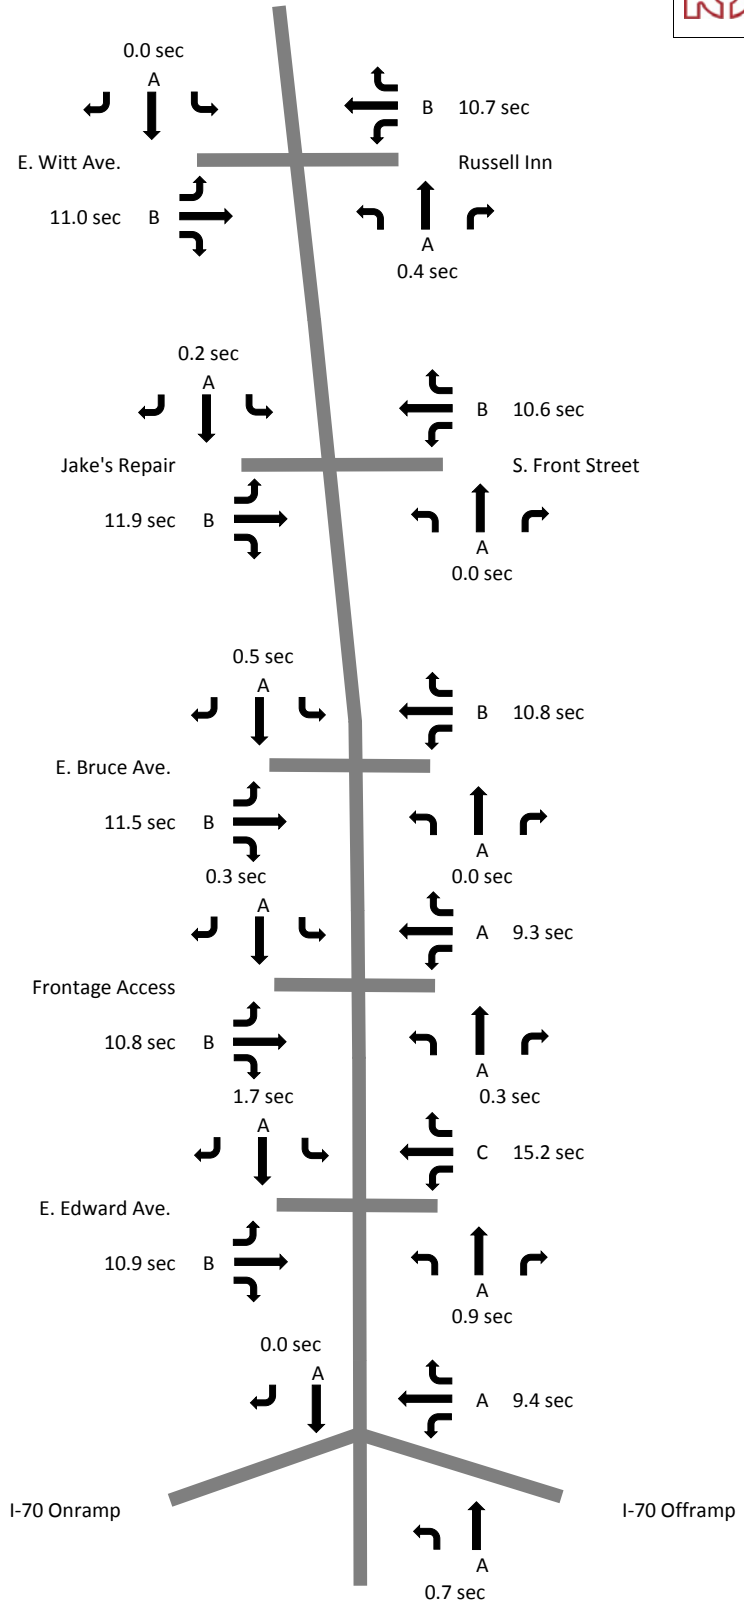 0.0 sec
A
B 10.7 sec
E. Witt Ave. Russell Inn
11.0 sec B
A
0.4 sec
0.2 sec
A
B 10.6 sec
Jake's Repair S. Front Street
11.9 sec B
A
0.0 sec
0.5 sec
A
B 10.8 sec
E. Bruce Ave.
11.5 sec B
A
0.3 sec 0.0 sec
A
A 9.3 sec
Frontage Access
10.8 sec B
A
1.7 sec 0.3 sec
A
C 15.2 sec
E. Edward Ave.
10.9 sec B
A
0.9 sec
0.0 sec
A
A 9.4 sec
I-70 Onramp I-70 Offramp
A
0.7 sec